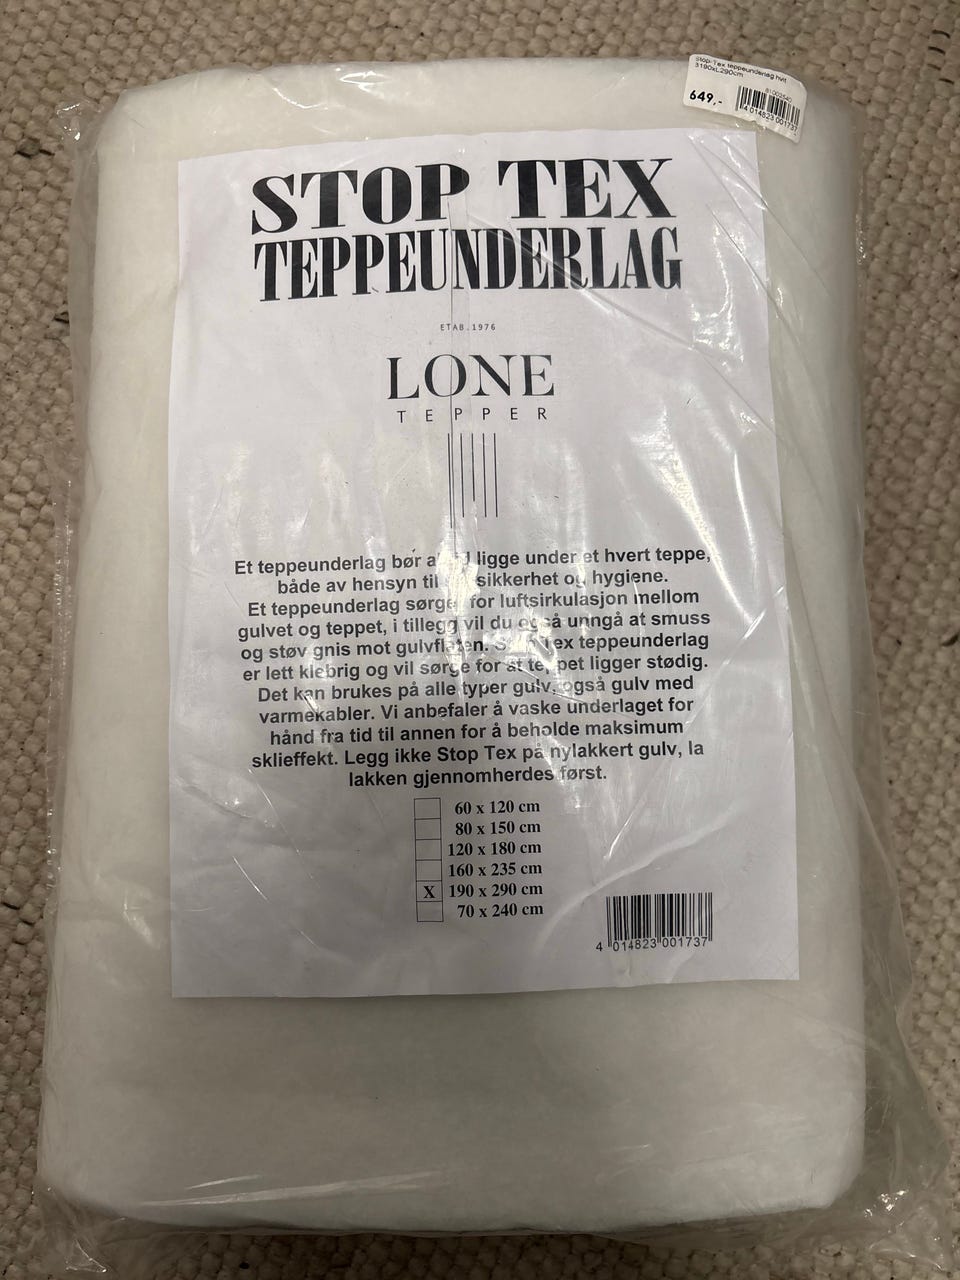 Stop-Tex teppeunderlag hvit
649,-
4 014823 001737
STOP TEX
TEPPEUNDERLAG
ETAB.1976
LONE
TEPPER
Et teppeunderlag bør ligge under et hvert teppe,
både av hensyn til sikkerhet og hygiene.
Et teppeunderlag sørger for luftsirkulasjon mellom
gulvet og teppet, i tillegg vil du også unngå at smuss
og støv gnis mot gulvflaten. teppeunderlag
er lett klebrig og vil sørge for at teppet ligger stødig.
Det kan brukes på alle typer gulv, også gulv med
varmekabler. Vi anbefaler å vaske underlaget for
hånd fra tid til annen for å beholde maksimum
sklieffekt. Legg ikke Stop Tex på nylakkert gulv, la
lakken gjennomherdes først.
60 x 120 cm
80 x 150 cm
120 x 180 cm
160 x 235 cm
X 190 x 290 cm
70 x 240 cm
4 014823 001737